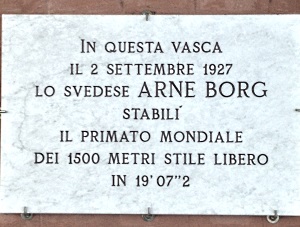 IN QUESTA VASCA
IL 2 SETTEMBRE 1927
LO SVEDESE ARNE BORG
STABILÌ
IL PRIMATO MONDIALE
DEI 1500 METRI STILE LIBERO
IN 19'07"2